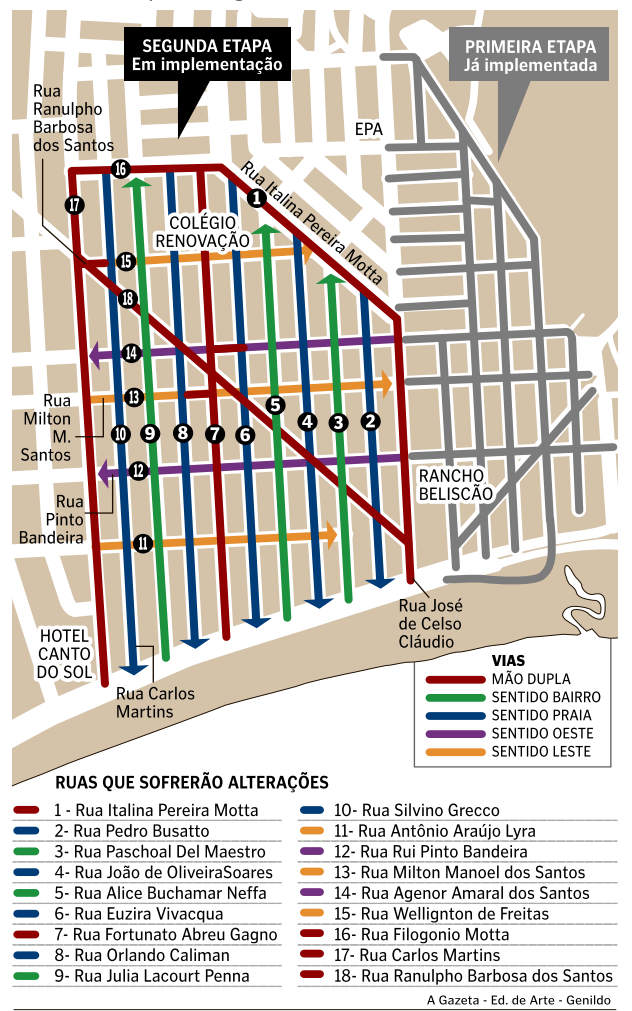 SEGUNDA ETAPA
Em implementação
PRIMEIRA ETAPA
Já implementada
Rua
Ranulpho
Barbosa
dos Santos
EPA
16
Rua Italina Pereira Motta
1
17
COLÉGIO
RENOVAÇÃO
15
18
14
13
Rua
Milton
M.
Santos
10
9
8
7
6
5
4
3
2
12
RANCHO
BELISCÃO
Rua
Pinto
Bandeira
11
Rua José
de Celso
Cláudio
HOTEL
CANTO
DO SOL
Rua Carlos
Martins
VIAS
MÃO DUPLA
SENTIDO BAIRRO
SENTIDO PRAIA
SENTIDO OESTE
SENTIDO LESTE
RUAS QUE SOFRERÃO ALTERAÇÕES
1 - Rua Italina Pereira Motta
2- Rua Pedro Busatto
3- Rua Paschoal Del Maestro
4- Rua João de OliveiraSoares
5- Rua Alice Buchamar Neffa
6- Rua Euzira Vivacqua
7- Rua Fortunato Abreu Gagno
8- Rua Orlando Caliman
9- Rua Julia Lacourt Penna
10- Rua Silvino Grecco
11- Rua Antônio Araújo Lyra
12- Rua Rui Pinto Bandeira
13- Rua Milton Manoel dos Santos
14- Rua Agenor Amaral dos Santos
15- Rua Wellignton de Freitas
16- Rua Filogonio Motta
17- Rua Carlos Martins
18- Rua Ranulpho Barbosa dos Santos
A Gazeta - Ed. de Arte - Genildo